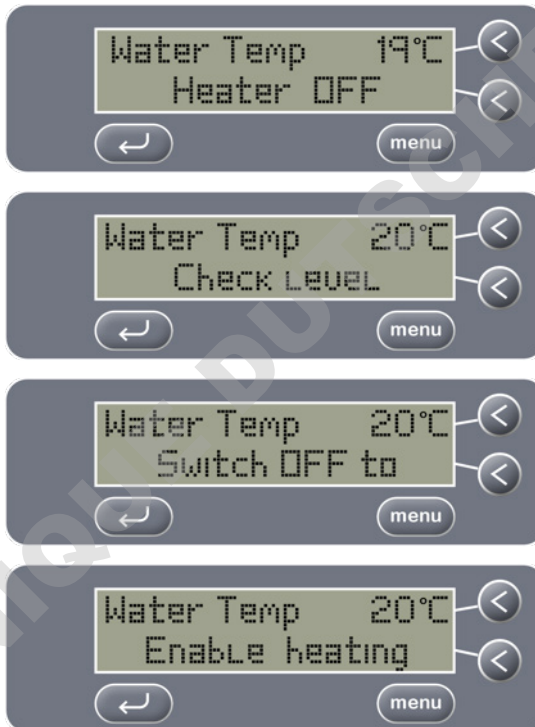 Water Temp 19°C
Heater OFF
menu
Water Temp 20°C
Check LeveL
menu
Water Temp 20°C
Switch OFF to
menu
Water Temp 20°C
EnabLe heating
menu